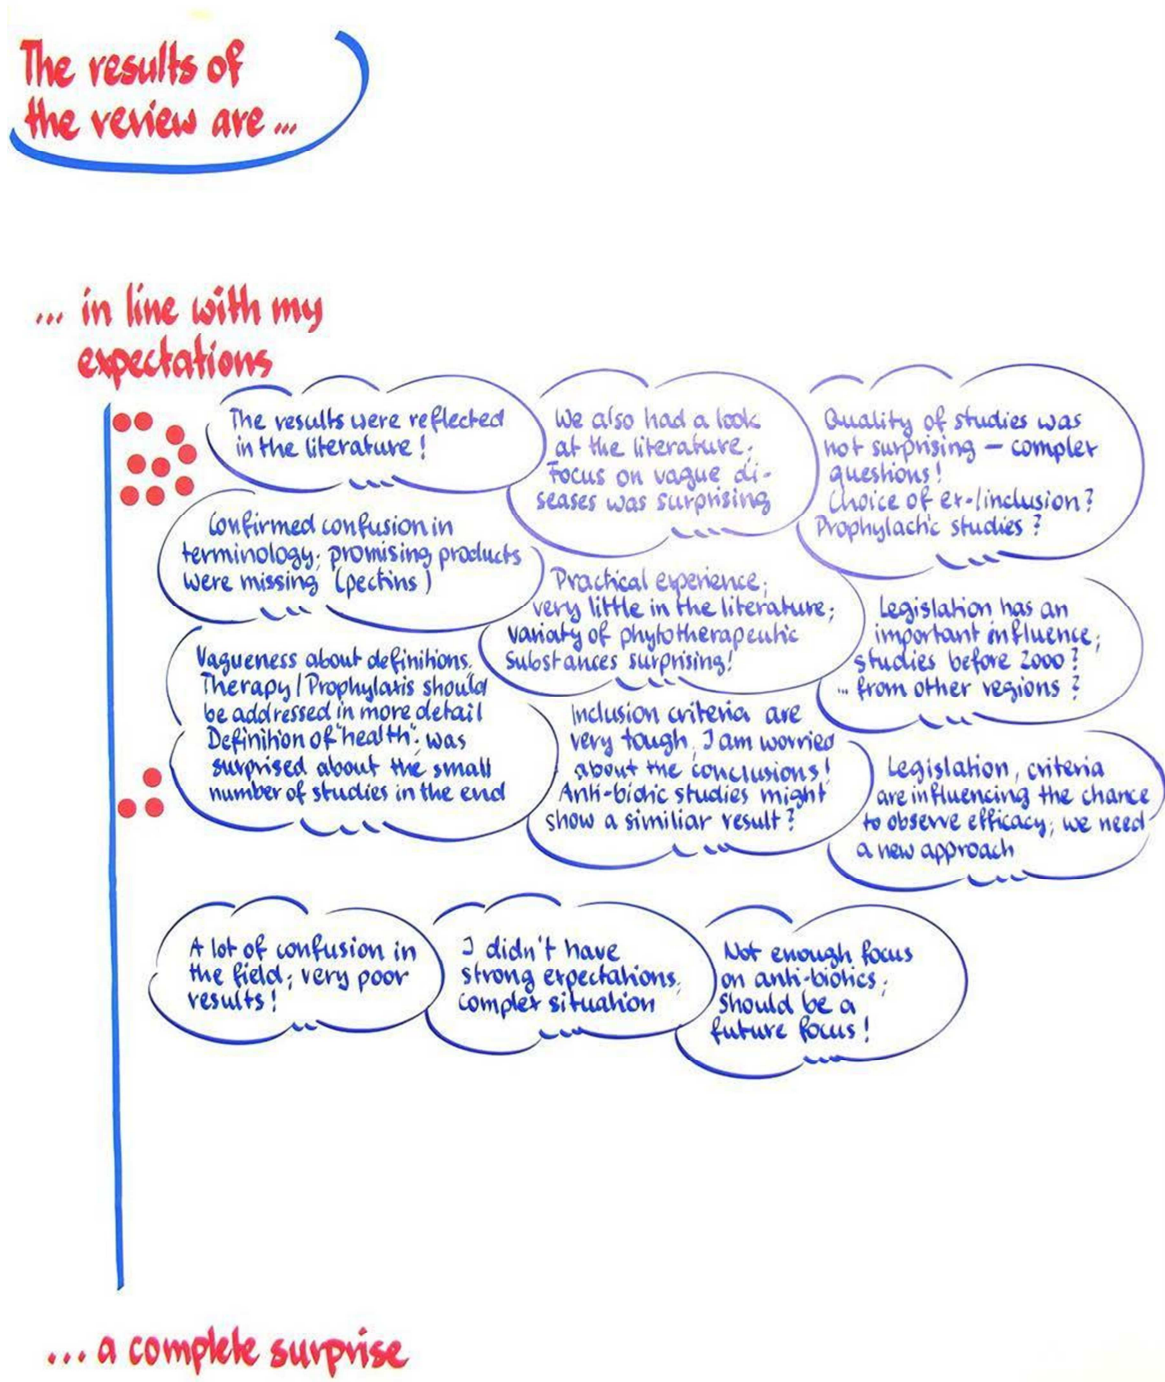 The results of
the review are ...
... in line with my
expectations
The results were reflected
in the literature!
We also had a look
at the literature;
Focus on vague di-
seases was surprising
Quality of studies was
not surprising – complex
questions!
Choice of ex-/inclusion?
Prophylactic studies?
Confirmed confusion in
terminology; promising products
were missing (pectins)
Practical experience;
very little in the literature;
variaty of phytotherapeutic
Substances surprising!
Legislation has an
important influence;
studies before 2000?
... from other regions?
Vagueness about definitions.
Therapy/Prophylaxis should
be addressed in more detail
Definition of "health"; was
surprised about the small
number of studies in the end
Inclusion criteria are
very tough, I am worried
about the conclusions!
Anti-biotic studies might
show a similiar result?
Legislation, criteria
are influencing the chance
to observe efficacy; we need
a new approach
A lot of confusion in
the field; very poor
results!
I didn't have
strong expectations,
complex situation
Not enough focus
on anti-biotics;
should be a
future focus!
... a complete surprise